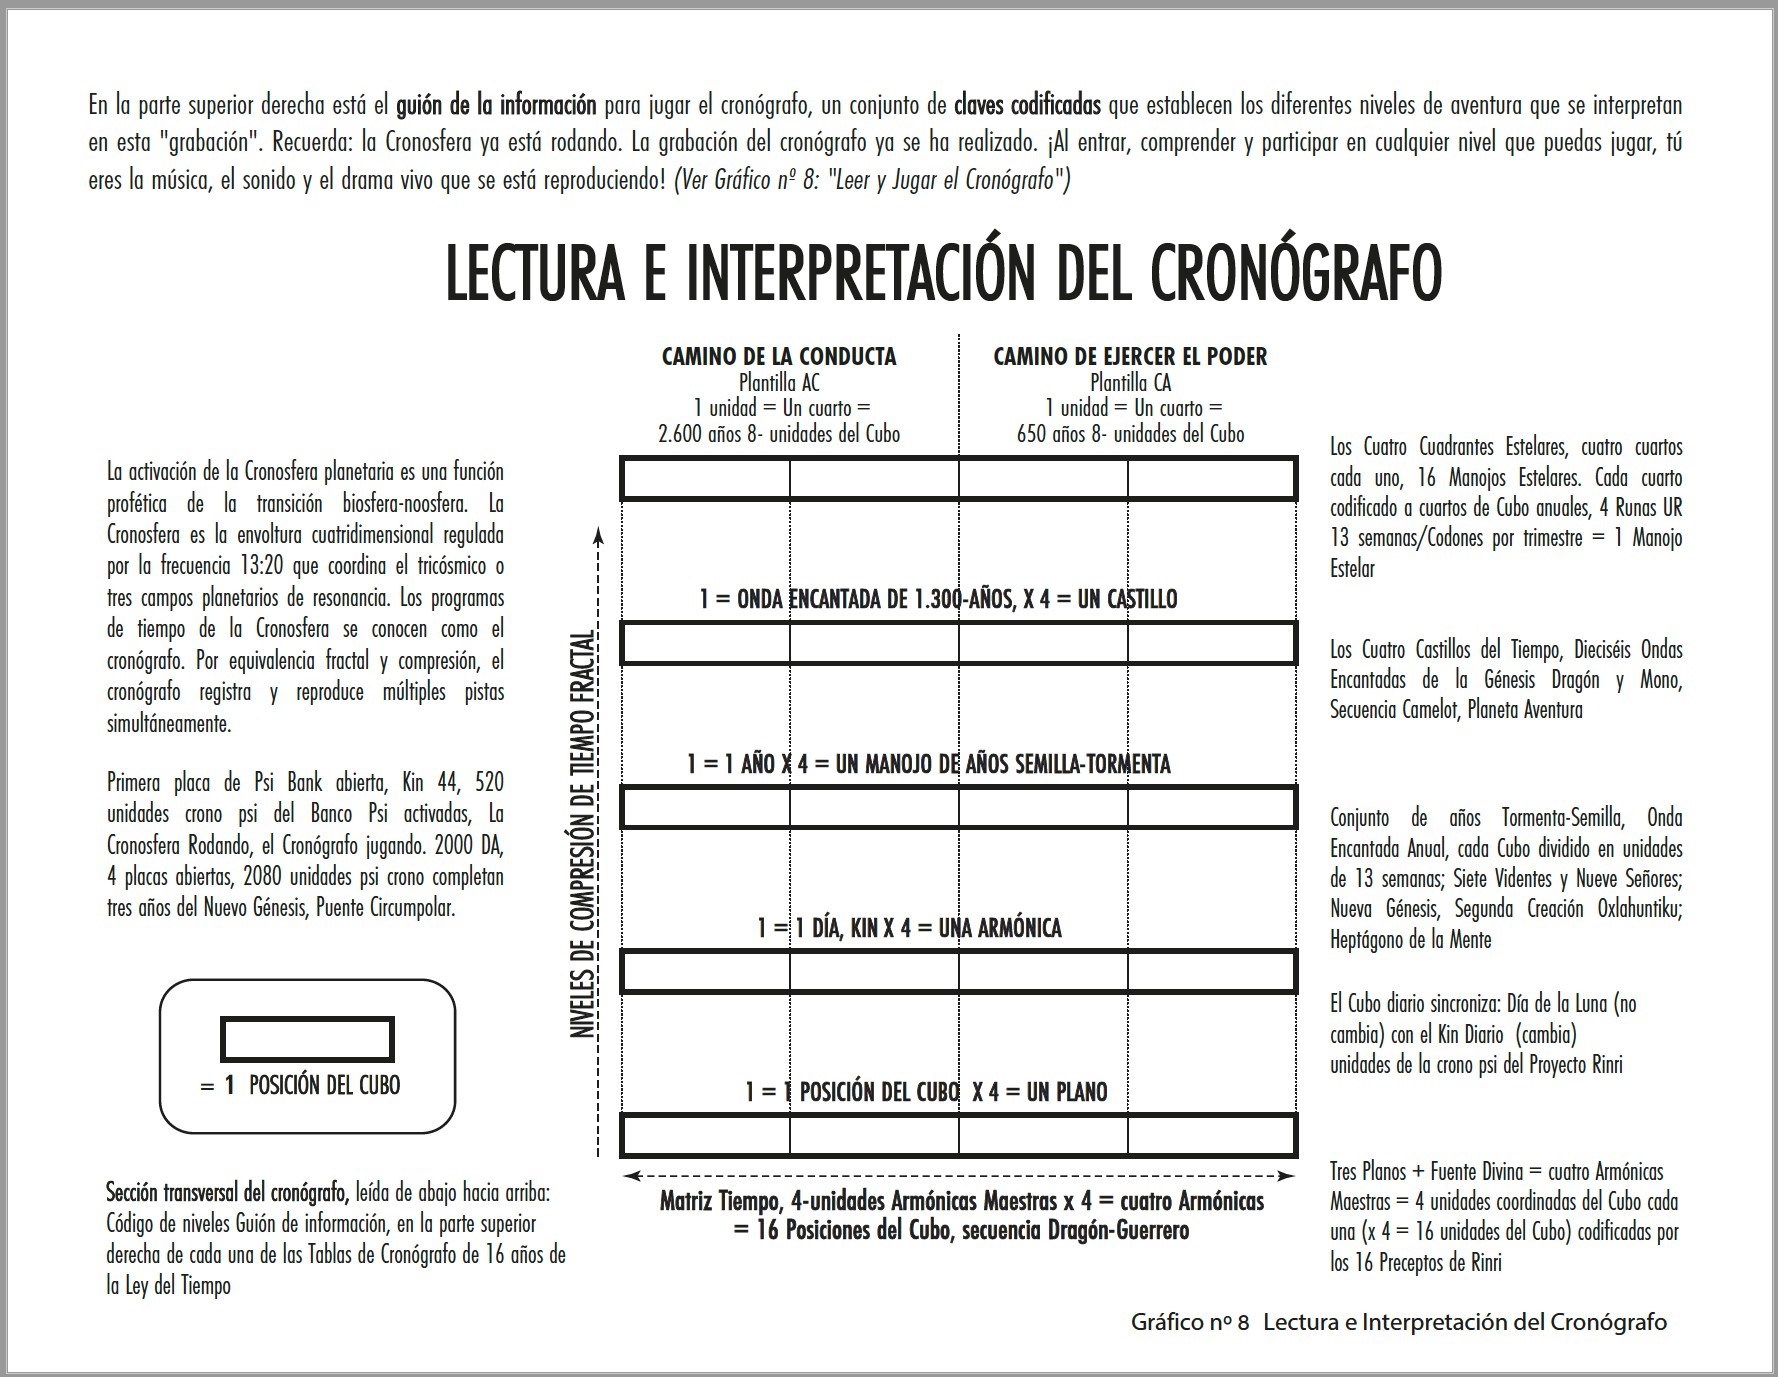 En la parte superior derecha está el guión de la información para jugar el cronógrafo, un conjunto de claves codificadas que establecen los diferentes niveles de aventura que se interpretan
en esta "grabación". Recuerda: la Cronosfera ya está rodando. La grabación del cronógrafo ya se ha realizado. ¡Al entrar, comprender y participar en cualquier nivel que puedas jugar, tú
eres la música, el sonido y el drama vivo que se está reproduciendo! (Ver Gráfico nº 8: "Leer y Jugar el Cronógrafo")
LECTURA E INTERPRETACIÓN DEL CRONÓGRAFO
CAMINO DE LA CONDUCTA
Plantilla AC
1 unidad = Un cuarto =
2.600 años 8- unidades del Cubo
CAMINO DE EJERCER EL PODER
Plantilla CA
1 unidad = Un cuarto =
650 años 8- unidades del Cubo
La activación de la Cronosfera planetaria es una función
profética de la transición biosfera-noosfera. La
Cronosfera es la envoltura cuatridimensional regulada
por la frecuencia 13:20 que coordina el tricósmico o
tres campos planetarios de resonancia. Los programas
de tiempo de la Cronosfera se conocen como el
cronógrafo. Por equivalencia fractal y compresión, el
cronógrafo registra y reproduce múltiples pistas
simultáneamente.
Primera placa de Psi Bank abierta, Kin 44, 520
unidades crono psi del Banco Psi activadas, La
Cronosfera Rodando, el Cronógrafo jugando. 2000 DA,
4 placas abiertas, 2080 unidades psi crono completan
tres años del Nuevo Génesis, Puente Circumpolar.
= 1 POSICIÓN DEL CUBO
Sección transversal del cronógrafo, leída de abajo hacia arriba:
Código de niveles Guión de información, en la parte superior
derecha de cada una de las Tablas de Cronógrafo de 16 años de
la Ley del Tiempo
NIVELES DE COMPRESIÓN DE TIEMPO FRACTAL
1 = ONDA ENCANTADA DE 1.300-AÑOS, X 4 = UN CASTILLO
1 = 1 AÑO X 4 = UN MANOJO DE AÑOS SEMILLA-TORMENTA
1 = 1 DÍA, KIN X 4 = UNA ARMÓNICA
1 = 1 POSICIÓN DEL CUBO X 4 = UN PLANO
Matriz Tiempo, 4-unidades Armónicas Maestras x 4 = cuatro Armónicas
= 16 Posiciones del Cubo, secuencia Dragón-Guerrero
Los Cuatro Cuadrantes Estelares, cuatro cuartos
cada uno, 16 Manojos Estelares. Cada cuarto
codificado a cuartos de Cubo anuales, 4 Runas UR
13 semanas/Codones por trimestre = 1 Manojo
Estelar
Los Cuatro Castillos del Tiempo, Dieciséis Ondas
Encantadas de la Génesis Dragón y Mono,
Secuencia Camelot, Planeta Aventura
Conjunto de años Tormenta-Semilla, Onda
Encantada Anual, cada Cubo dividido en unidades
de 13 semanas; Siete Videntes y Nueve Señores;
Nueva Génesis, Segunda Creación Oxlahuntiku;
Heptágono de la Mente
El Cubo diario sincroniza: Día de la Luna (no
cambia) con el Kin Diario (cambia)
unidades de la crono psi del Proyecto Rinri
Tres Planos + Fuente Divina = cuatro Armónicas
Maestras = 4 unidades coordinadas del Cubo cada
una (x 4 = 16 unidades del Cubo) codificadas por
los 16 Preceptos de Rinri
Gráfico nº 8 Lectura e Interpretación del Cronógrafo